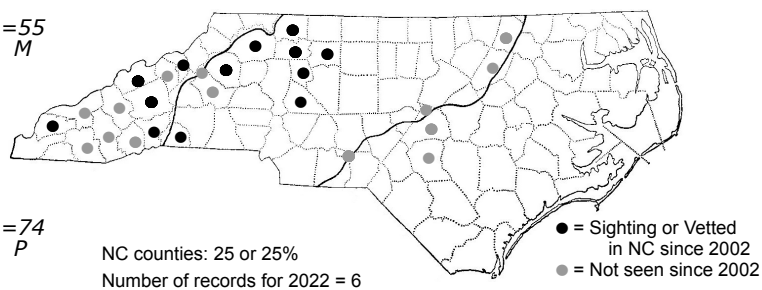 =55
M
=74
P
NC counties: 25 or 25%
Number of records for 2022 = 6
= Sighting or Vetted
in NC since 2002
= Not seen since 2002